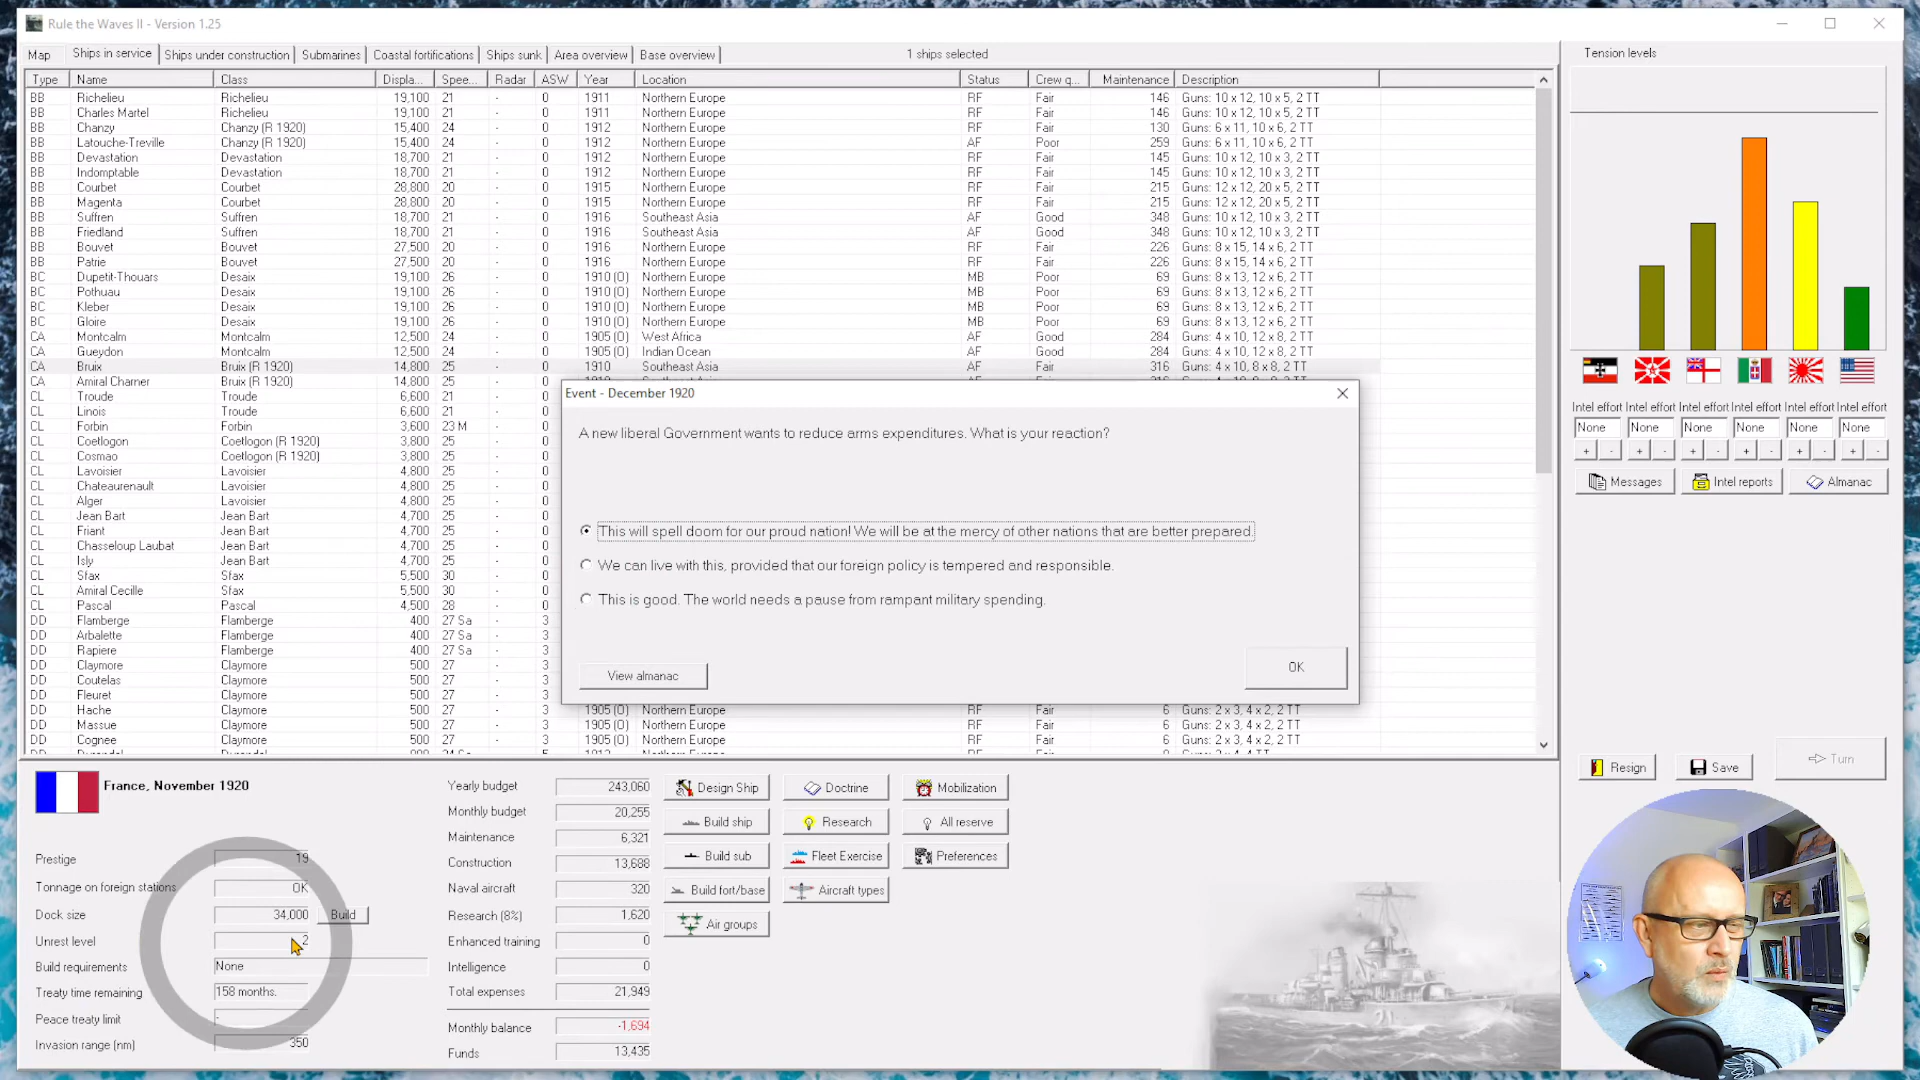 Rule the Waves II - Version 1.25
Map Ships in service Ships under construction Submarines Coastal fortifications Ships sunk Area overview Base overview 1 ships selected
Type Name Class Displa... Spee... Radar ASW Year Location Status Crew q... Maintenance Description
BB Richelieu Richelieu 19,100 21 - 0 1911 Northern Europe RF Fair 146 Guns: 10 x 12, 10 x 5, 2 TT
BB Charles Martel Richelieu 19,100 21 - 0 1911 Northern Europe RF Fair 146 Guns: 10 x 12, 10 x 5, 2 TT
BB Chanzy Chanzy (R 1920) 15,400 24 - 0 1912 Northern Europe RF Fair 130 Guns: 6 x 11, 10 x 6, 2 TT
BB Latouche-Treville Chanzy (R 1920) 15,400 24 - 0 1912 Northern Europe AF Poor 259 Guns: 6 x 11, 10 x 6, 2 TT
BB Devastation Devastation 18,700 21 - 0 1912 Northern Europe RF Fair 145 Guns: 10 x 12, 10 x 3, 2 TT
BB Indomptable Devastation 18,700 21 - 0 1912 Northern Europe RF Fair 145 Guns: 10 x 12, 10 x 3, 2 TT
BB Courbet Courbet 28,800 20 - 0 1915 Northern Europe RF Fair 215 Guns: 12 x 12, 20 x 5, 2 TT
BB Magenta Courbet 28,800 20 - 0 1915 Northern Europe RF Fair 215 Guns: 12 x 12, 20 x 5, 2 TT
BB Suffren Suffren 18,700 21 - 0 1916 Southeast Asia AF Good 348 Guns: 10 x 12, 10 x 3, 2 TT
BB Friedland Suffren 18,700 21 - 0 1916 Southeast Asia AF Good 348 Guns: 10 x 12, 10 x 3, 2 TT
BB Bouvet Bouvet 27,500 20 - 0 1916 Northern Europe RF Fair 226 Guns: 8 x 15, 14 x 6, 2 TT
BB Patrie Bouvet 27,500 20 - 0 1916 Northern Europe RF Fair 226 Guns: 8 x 15, 14 x 6, 2 TT
BC Dupetit-Thouars Desaix 19,100 26 - 0 1910 (O) Northern Europe MB Poor 69 Guns: 8 x 13, 12 x 6, 2 TT
BC Pothuau Desaix 19,100 26 - 0 1910 (O) Northern Europe MB Poor 69 Guns: 8 x 13, 12 x 6, 2 TT
BC Kleber Desaix 19,100 26 - 0 1910 (O) Northern Europe MB Poor 69 Guns: 8 x 13, 12 x 6, 2 TT
BC Gloire Desaix 19,100 26 - 0 1910 (O) Northern Europe MB Poor 69 Guns: 8 x 13, 12 x 6, 2 TT
CA Montcalm Montcalm 12,500 24 - 0 1905 (O) West Africa AF Good 284 Guns: 4 x 10, 12 x 8, 2 TT
CA Gueydon Montcalm 12,500 24 - 0 1905 (O) Indian Ocean AF Good 284 Guns: 4 x 10, 12 x 8, 2 TT
CA Bruix Bruix (R 1920) 14,800 25 - 0 1910 Southeast Asia AF Fair 316 Guns: 4 x 10, 8 x 8, 2 TT
CA Amiral Charner Bruix (R 1920) 14,800 25 - 0
CL Troude Troude 6,600 21 - 0
CL Linois Troude 6,600 21 - 0
CL Forbin Forbin 3,600 23 M - 0
CL Coetlogon Coetlogon (R 1920) 3,800 25 - 0
CL Cosmao Coetlogon (R 1920) 3,800 25 - 0
CL Lavoisier Lavoisier 4,800 25 - 0
CL Chateaurenault Lavoisier 4,800 25 - 0
CL Alger Lavoisier 4,800 25 - 0
CL Jean Bart Jean Bart 4,800 25 - 0
CL Friant Jean Bart 4,800 25 - 0
CL Chasseloup Laubat Jean Bart 4,800 25 - 0
CL Isly Jean Bart 4,800 25 - 0
CL Sfax Sfax 5,500 30 - 0
CL Amiral Cecille Sfax 5,500 30 - 0
CL Pascal Pascal 4,500 28 - 0
DD Flamberge Flamberge 400 27 Sa - 3
DD Arbalette Flamberge 400 27 Sa - 3
DD Rapiere Flamberge 400 27 Sa - 3
DD Claymore Claymore 500 27 - 3
DD Coutelas Claymore 500 27 - 3
DD Fleuret Claymore 500 27 - 3
DD Hache Claymore 500 27 - 3 1905 (O) Northern Europe RF Fair 6 Guns: 2 x 3, 4 x 2, 2 TT
DD Massue Claymore 500 27 - 3 1905 (O) Northern Europe RF Fair 6 Guns: 2 x 3, 4 x 2, 2 TT
DD Cognee Claymore 500 27 - 3 1905 (O) Northern Europe RF Fair 6 Guns: 2 x 3, 4 x 2, 2 TT
Event - December 1920
A new liberal Government wants to reduce arms expenditures. What is your reaction?
This will spell doom for our proud nation! We will be at the mercy of other nations that are better prepared.
We can live with this, provided that our foreign policy is tempered and responsible.
This is good. The world needs a pause from rampant military spending.
View almanac
OK
Tension levels
Intel effort Intel effort Intel effort Intel effort Intel effort Intel effort
None None None None None None
+ - + - + - + - + - + -
Messages Intel reports Almanac
Resign Save Turn
France, November 1920
Prestige 19
Tonnage on foreign stations OK
Dock size 34,000 Build
Unrest level 2
Build requirements None
Treaty time remaining 158 months.
Peace treaty limit -
Invasion range (nm) 350
Yearly budget 243,060
Monthly budget 20,255
Maintenance 6,321
Construction 13,688
Naval aircraft 320
Research (8%) 1,620
Enhanced training 0
Intelligence 0
Total expenses 21,949
Monthly balance -1,694
Funds 13,435
Design Ship Doctrine Mobilization
Build ship Research All reserve
Build sub Fleet Exercise Preferences
Build fort/base Aircraft types
Air groups